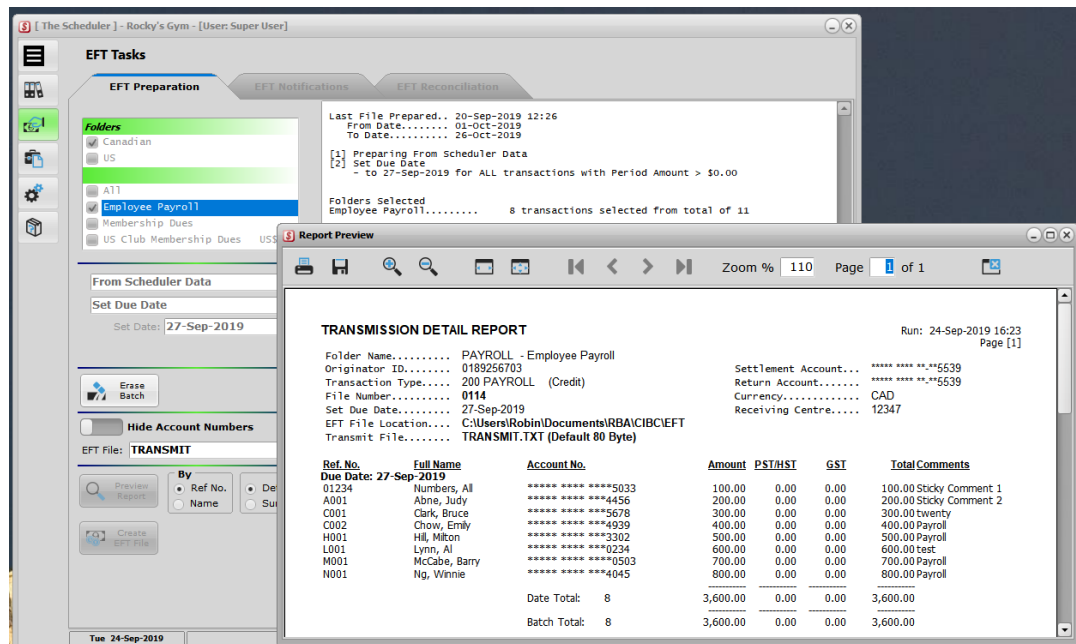 [ The Scheduler ] - Rocky's Gym - [User: Super User]
EFT Tasks
EFT Preparation
EFT Notifications
EFT Reconciliation
Folders
Canadian
US
All
Employee Payroll
Membership Dues
US Club Membership Dues US$
Last File Prepared.. 20-Sep-2019 12:26
From Date........ 01-Oct-2019
To Date.......... 26-Oct-2019
[1] Preparing From Scheduler Data
[2] Set Due Date
- to 27-Sep-2019 for ALL transactions with Period Amount > $0.00
Folders Selected
Employee Payroll......... 8 transactions selected from total of 11
From Scheduler Data
Set Due Date
Set Date: 27-Sep-2019
Erase Batch
Hide Account Numbers
EFT File: TRANSMIT
Preview Report
By
Ref No.
Name
De
Su
Create EFT File
Tue 24-Sep-2019
Report Preview
Zoom % 110 Page 1 of 1
TRANSMISSION DETAIL REPORT Run: 24-Sep-2019 16:23
Page [1]
Folder Name.......... PAYROLL - Employee Payroll
Originator ID........ 0189256703 Settlement Account... ***** **** **-**5539
Transaction Type..... 200 PAYROLL (Credit) Return Account....... ***** **** **-**5539
File Number.......... 0114 Currency............. CAD
Set Due Date......... 27-Sep-2019 Receiving Centre..... 12347
EFT File Location.... C:\Users\Robin\Documents\RBA\CIBC\EFT
Transmit File........ TRANSMIT.TXT (Default 80 Byte)
Ref. No. Full Name Account No. Amount PST/HST GST Total Comments
Due Date: 27-Sep-2019
01234 Numbers, Al ***** **** ****5033 100.00 0.00 0.00 100.00 Sticky Comment 1
A001 Abne, Judy ***** **** ***4456 200.00 0.00 0.00 200.00 Sticky Comment 2
C001 Clark, Bruce ***** **** ***5678 300.00 0.00 0.00 300.00 twenty
C002 Chow, Emily ***** **** ***4939 400.00 0.00 0.00 400.00 Payroll
H001 Hill, Milton ***** **** ***3302 500.00 0.00 0.00 500.00 Payroll
L001 Lynn, Al ***** **** ***0234 600.00 0.00 0.00 600.00 test
M001 McCabe, Barry ***** **** ****0503 700.00 0.00 0.00 700.00 Payroll
N001 Ng, Winnie ***** **** ***4045 800.00 0.00 0.00 800.00 Payroll
Date Total: 8 3,600.00 0.00 0.00 3,600.00
Batch Total: 8 3,600.00 0.00 0.00 3,600.00